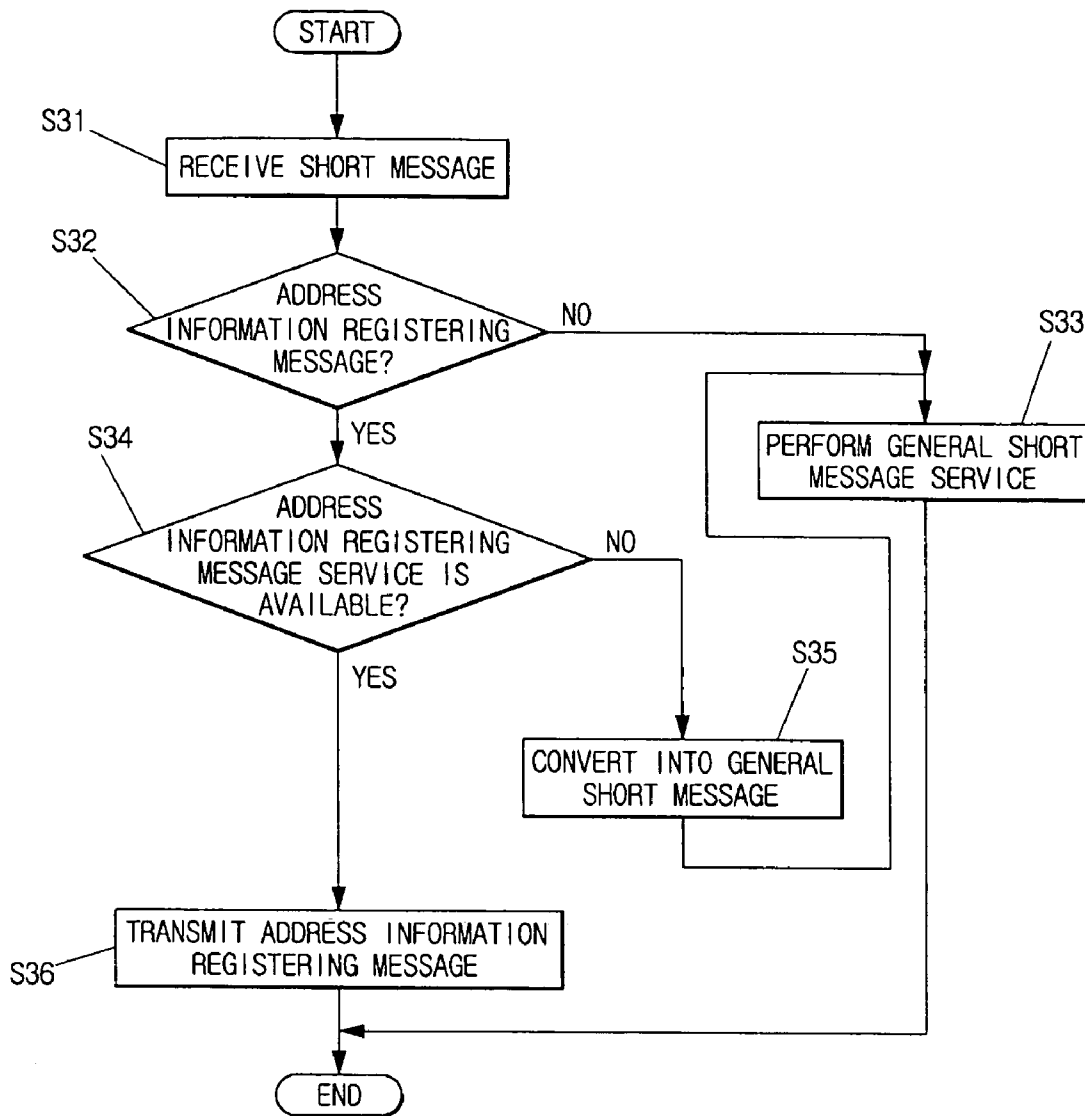 START
S31
RECEIVE SHORT MESSAGE
S32
ADDRESS
INFORMATION REGISTERING
MESSAGE?
NO
YES
S33
PERFORM GENERAL SHORT
MESSAGE SERVICE
S34
ADDRESS
INFORMATION REGISTERING
MESSAGE SERVICE IS
AVAILABLE?
NO
YES
S35
CONVERT INTO GENERAL
SHORT MESSAGE
TRANSMIT ADDRESS INFORMATION
REGISTERING MESSAGE
S36
END